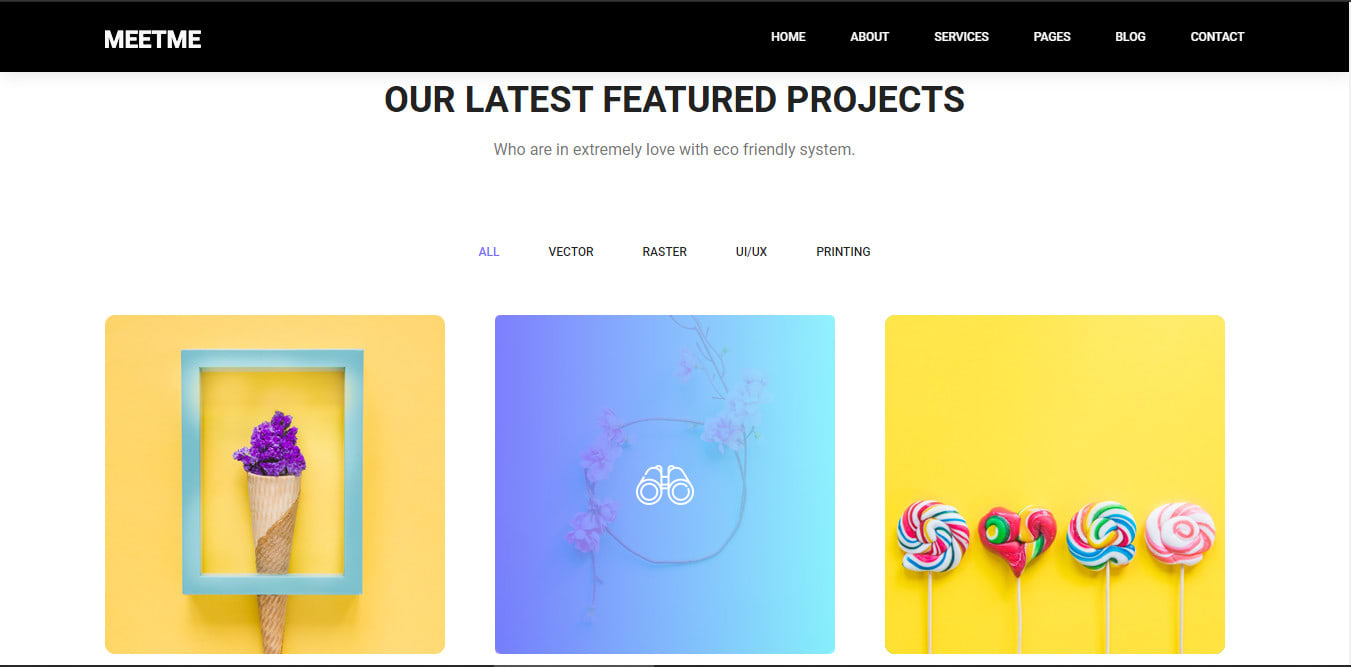 MEETME
HOME ABOUT SERVICES PAGES BLOG CONTACT
OUR LATEST FEATURED PROJECTS
Who are in extremely love with eco friendly system.
ALL VECTOR RASTER UI/UX PRINTING